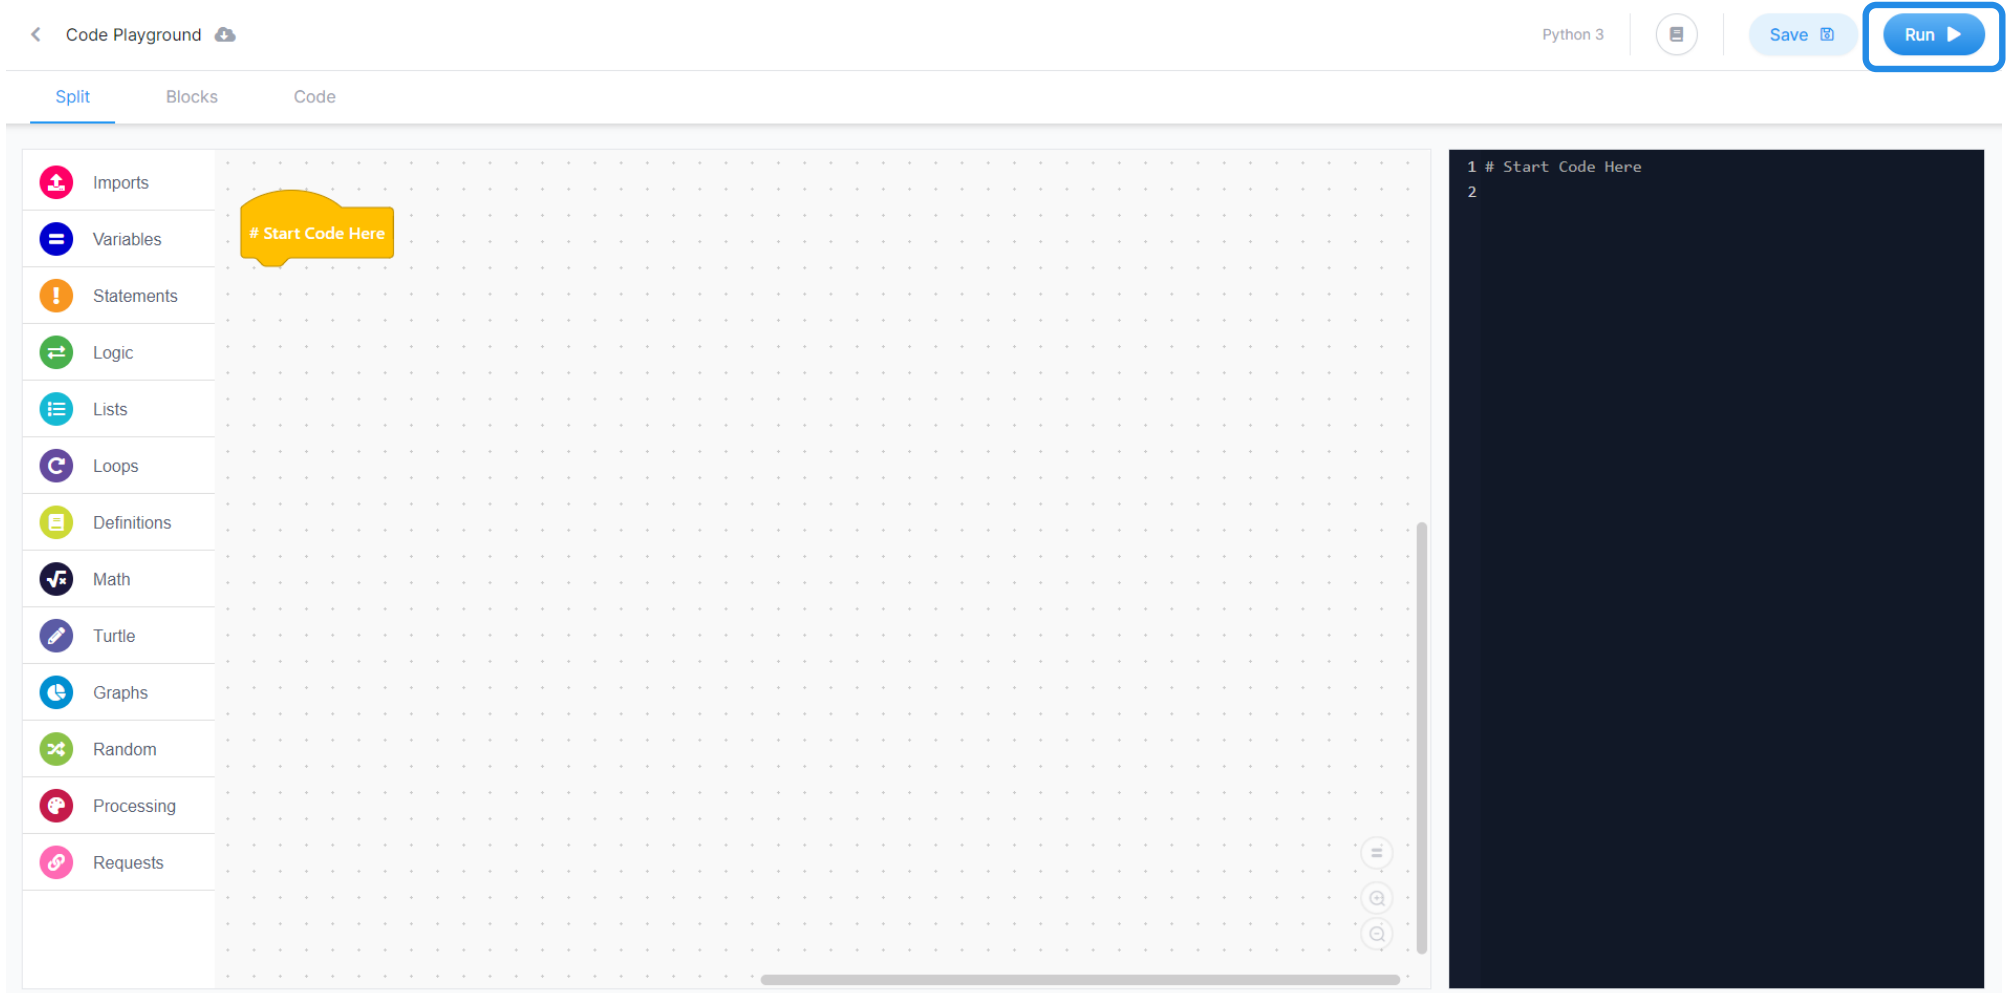 Code Playground
Python 3
Save
Run
Split
Blocks
Code
Imports
Variables
Statements
Logic
Lists
Loops
Definitions
Math
Turtle
Graphs
Random
Processing
Requests
# Start Code Here
1 # Start Code Here
2